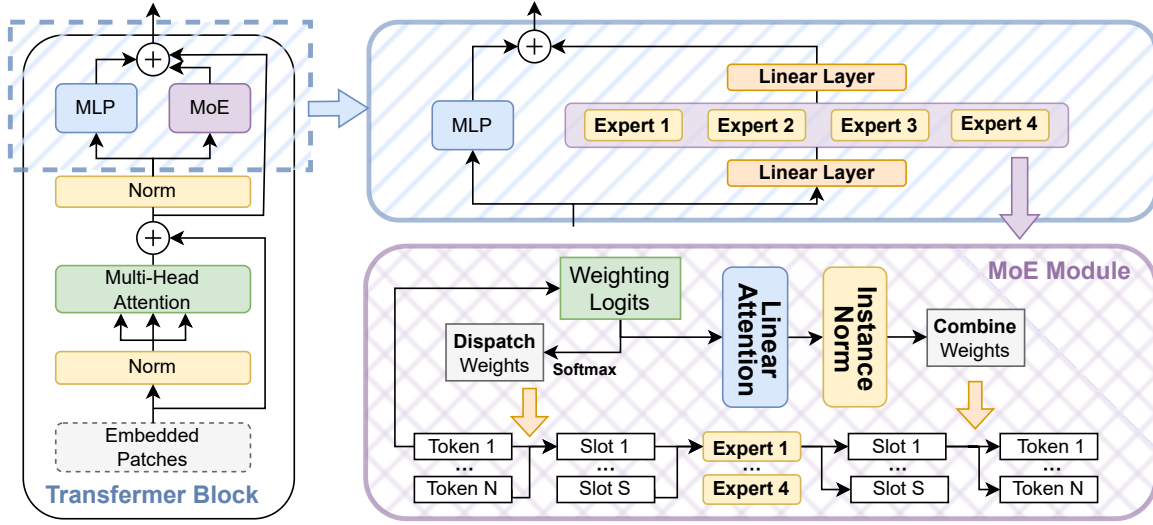 MLP
MoE
Norm
Multi-Head
Attention
Norm
Embedded
Patches
Transfermer Block
Linear Layer
MLP
Expert 1
Expert 2
Expert 3
Expert 4
Linear Layer
MoE Module
Weighting
Logits
Dispatch
Weights
Softmax
Linear
Attention
Instance
Norm
Combine
Weights
Token 1
...
Token N
Slot 1
...
Slot S
Expert 1
...
Expert 4
Slot 1
...
Slot S
Token 1
...
Token N